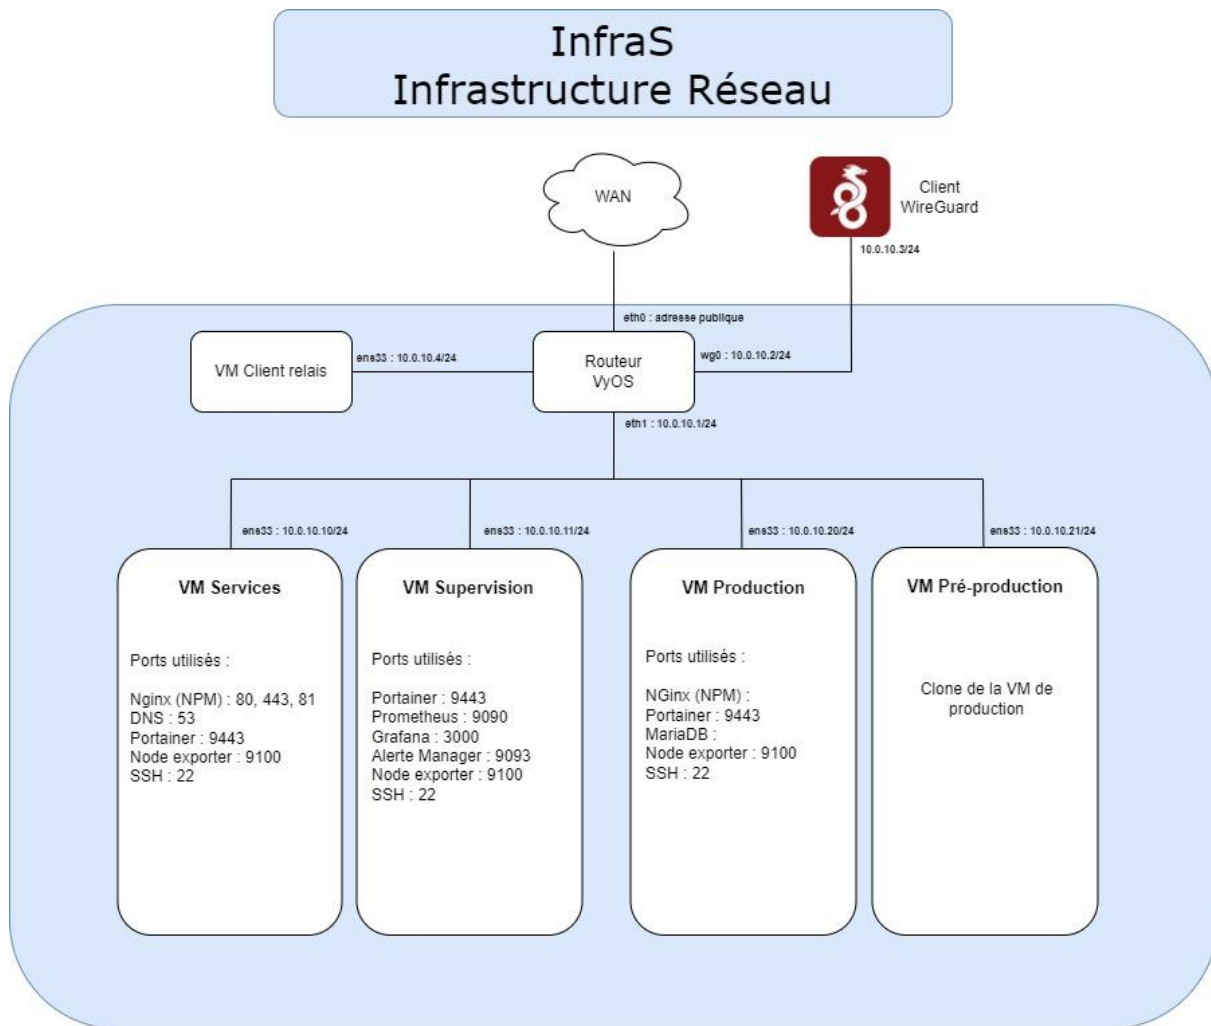 InfraS
Infrastructure Réseau
WAN
Client
WireGuard
10.0.10.3/24
eth0 : adresse publique
VM Client relais
ens33 : 10.0.10.4/24
Routeur
VyOS
wg0 : 10.0.10.2/24
eth1 : 10.0.10.1/24
ens33 : 10.0.10.10/24
ens33 : 10.0.10.11/24
ens33 : 10.0.10.20/24
ens33 : 10.0.10.21/24
VM Services
Ports utilisés :
Nginx (NPM) : 80, 443, 81
DNS : 53
Portainer : 9443
Node exporter : 9100
SSH : 22
VM Supervision
Ports utilisés :
Portainer : 9443
Prometheus : 9090
Grafana : 3000
Alerte Manager : 9093
Node exporter : 9100
SSH : 22
VM Production
Ports utilisés :
NGinx (NPM) :
Portainer : 9443
MariaDB :
Node exporter : 9100
SSH : 22
VM Pré-production
Clone de la VM de
production